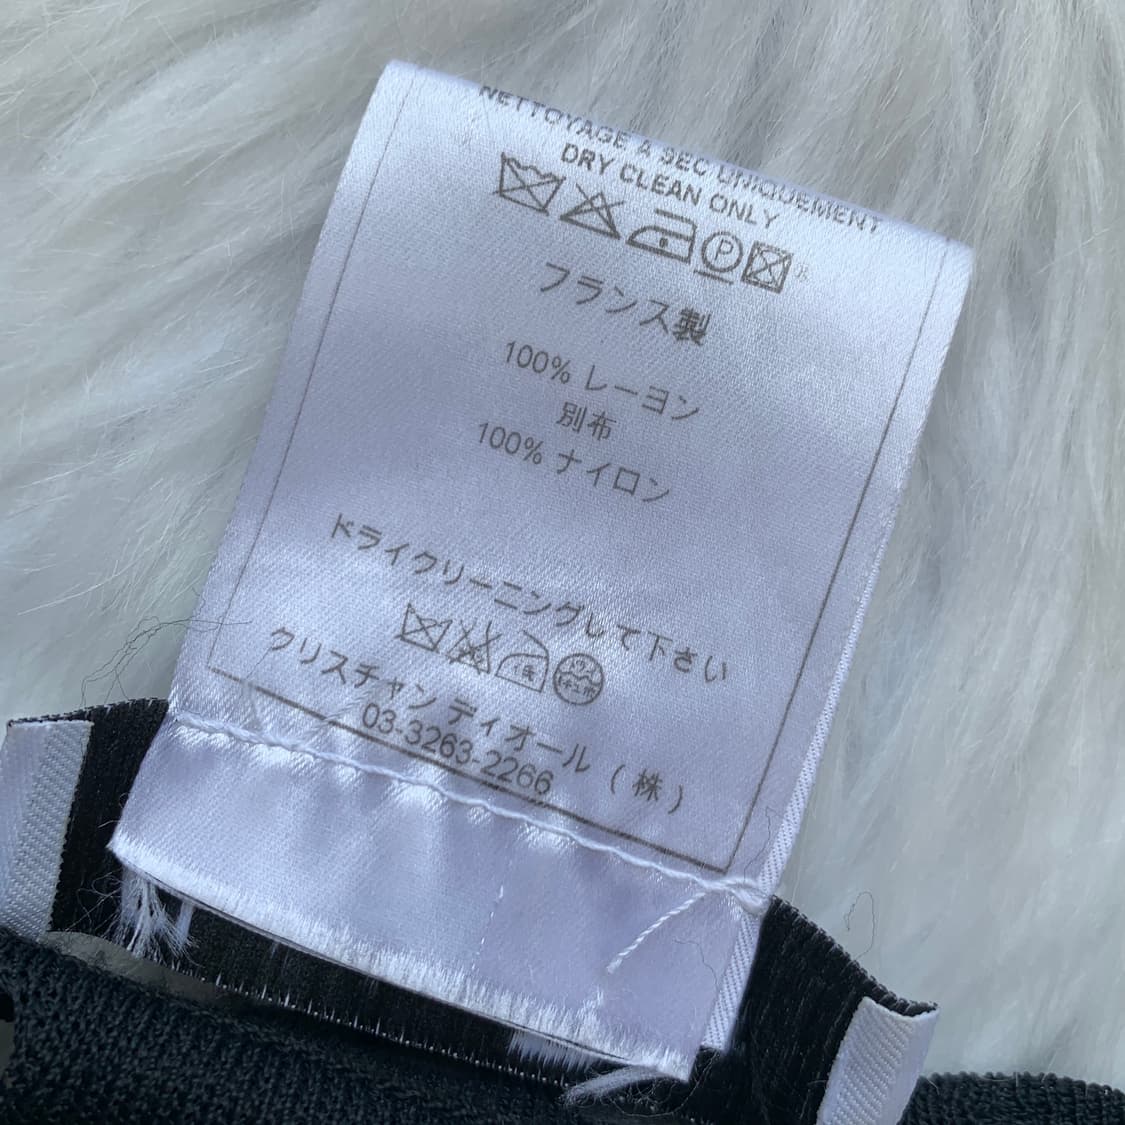 NETTOYAGE A SEC UNIQUEMENT
DRY CLEAN ONLY
P
フランス製
100% レーヨン
別布
100% ナイロン
ドライクリーニングして下さい
クリスチャン ディオール (株)
03-3263-2266